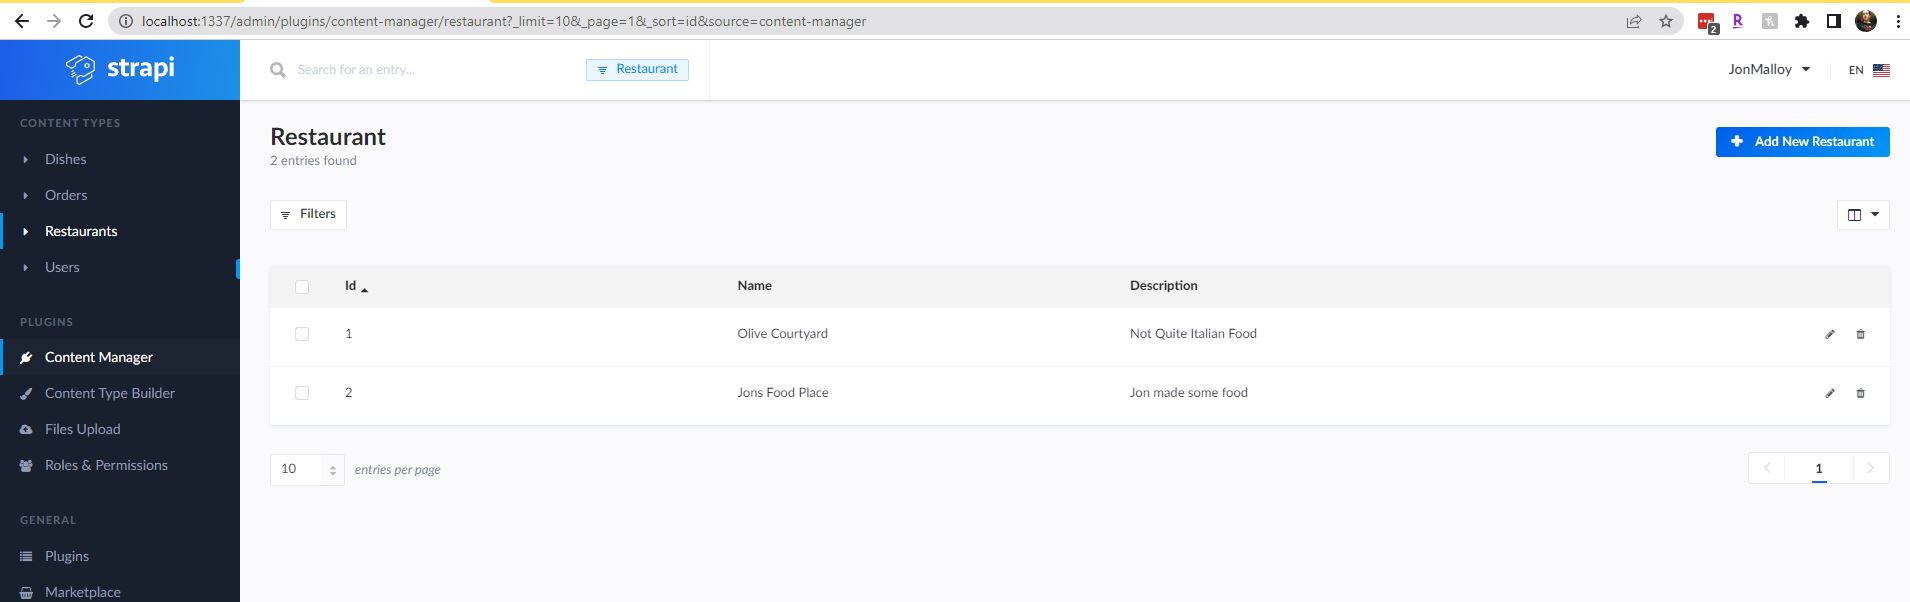 localhost:1337/admin/plugins/content-manager/restaurant?_limit=10&_page=1&_sort=id&source=content-manager
2
strapi
Search for an entry...
Restaurant
JonMalloy
EN
CONTENT TYPES
Dishes
Orders
Restaurants
Users
PLUGINS
Content Manager
Content Type Builder
Files Upload
Roles & Permissions
GENERAL
Plugins
Marketplace
Restaurant
2 entries found
Add New Restaurant
Filters
Id Name Description
1 Olive Courtyard Not Quite Italian Food
2 Jons Food Place Jon made some food
10 entries per page
1